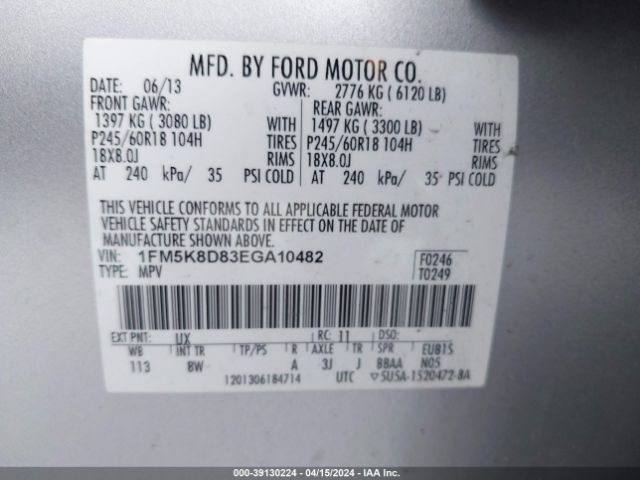 MFD. BY FORD MOTOR CO.
DATE: 06/13 GVWR: 2776 KG ( 6120 LB)
FRONT GAWR: REAR GAWR:
1397 KG ( 3080 LB) WITH 1497 KG ( 3300 LB) WITH
P245/60R18 104H TIRES P245/60R18 104H TIRES
18X8.0J RIMS 18X8.0J RIMS
AT 240 kPa/ 35 PSI COLD AT 240 kPa/ 35 PSI COLD
THIS VEHICLE CONFORMS TO ALL APPLICABLE FEDERAL MOTOR
VEHICLE SAFETY STANDARDS IN EFFECT ON THE DATE OF
MANUFACTURE SHOWN ABOVE.
VIN: 1FM5K8D83EGA10482 F0246
TYPE: MPV T0249
EXT PNT: UX RC: 11 DSO:
WB INT TR TP/PS R AXLE TR SPR EU81S
113 8W A 3J J BBAA N05
1201306184714 UTC ▽5U5A-1520472-BA
000-39130224 - 04/15/2024 - IAA Inc.